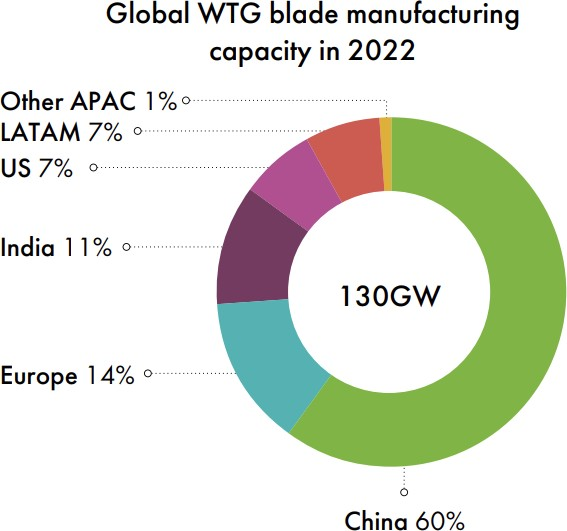 Global WTG blade manufacturing
capacity in 2022
Other APAC 1%
LATAM 7%
US 7%
India 11%
130GW
Europe 14%
China 60%